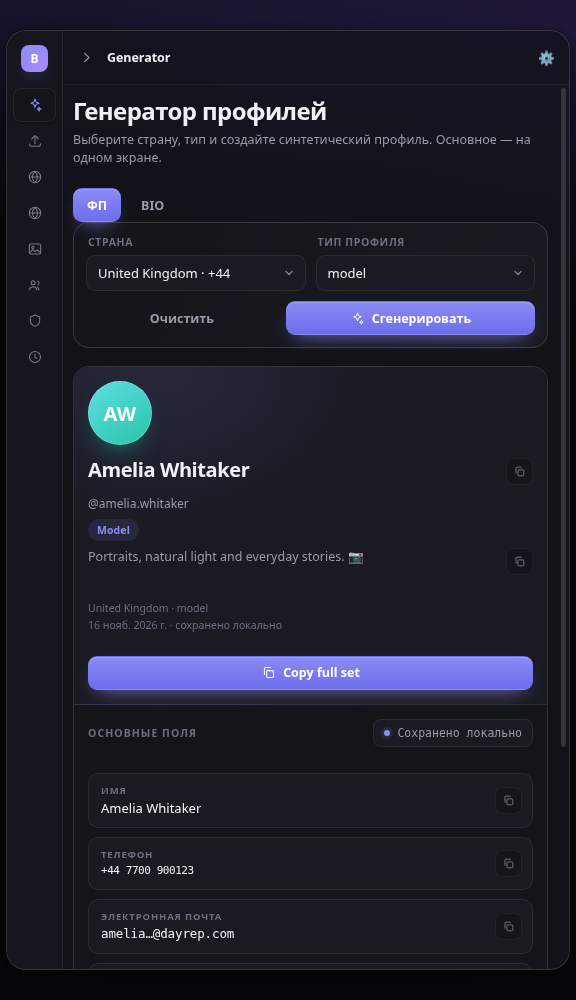 B
Generator
Генератор профилей
Выберите страну, тип и создайте синтетический профиль. Основное — на
одном экране.
ФП
BIO
СТРАНА
ТИП ПРОФИЛЯ
United Kingdom · +44
model
Очистить
Сгенерировать
AW
Amelia Whitaker
@amelia.whitaker
Model
Portraits, natural light and everyday stories. 📷
United Kingdom · model
16 нояб. 2026 г. · сохранено локально
Copy full set
ОСНОВНЫЕ ПОЛЯ
Сохранено локально
ИМЯ
Amelia Whitaker
ТЕЛЕФОН
+44 7700 900123
ЭЛЕКТРОННАЯ ПОЧТА
amelia…@dayrep.com